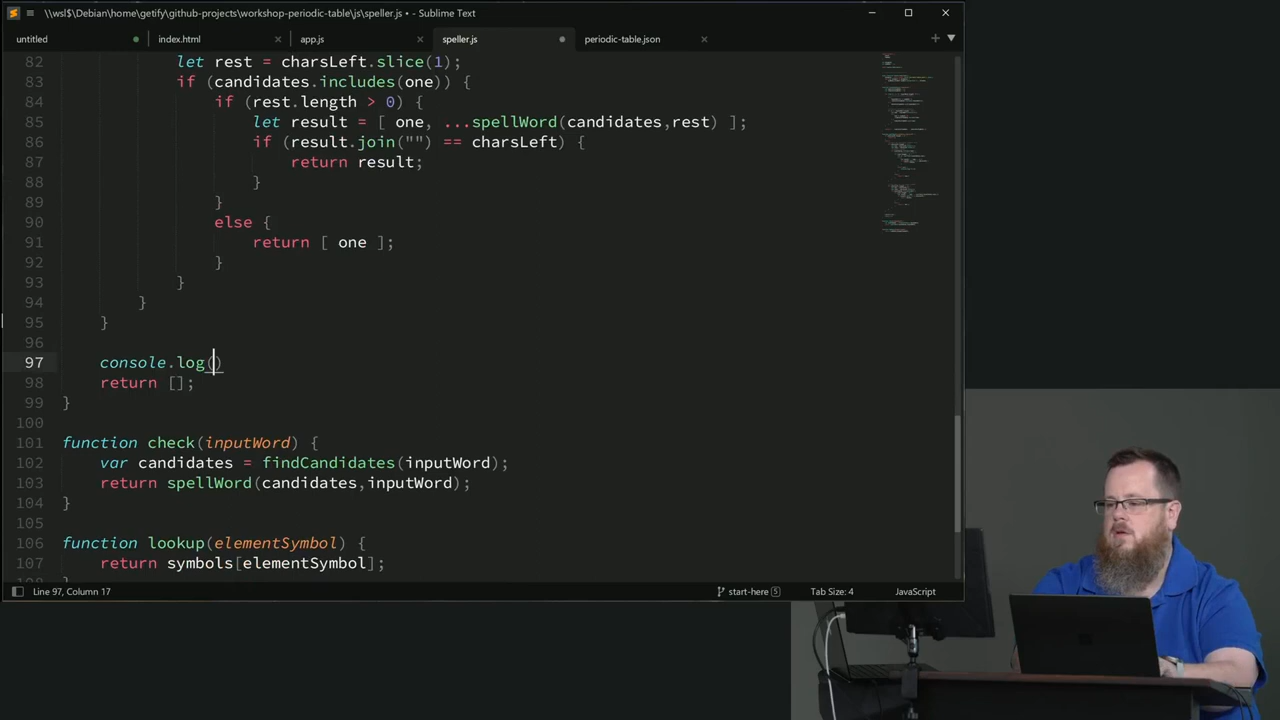 \\wsl$\Debian\home\getify\github-projects\workshop-periodic-table\js\speller.js • - Sublime Text
untitled
index.html
app.js
speller.js
periodic-table.json
82 let rest = charsLeft.slice(1);
83 if (candidates.includes(one)) {
84 if (rest.length > 0) {
85 let result = [ one, ...spellWord(candidates,rest) ];
86 if (result.join("") == charsLeft) {
87 return result;
88 }
89 }
90 else {
91 return [ one ];
92 }
93 }
94 }
95 }
96
97 console.log()
98 return [];
99 }
100
101 function check(inputWord) {
102 var candidates = findCandidates(inputWord);
103 return spellWord(candidates,inputWord);
104 }
105
106 function lookup(elementSymbol) {
107 return symbols[elementSymbol];
108 }
Line 97, Column 17
start-here 5
Tab Size: 4
JavaScript